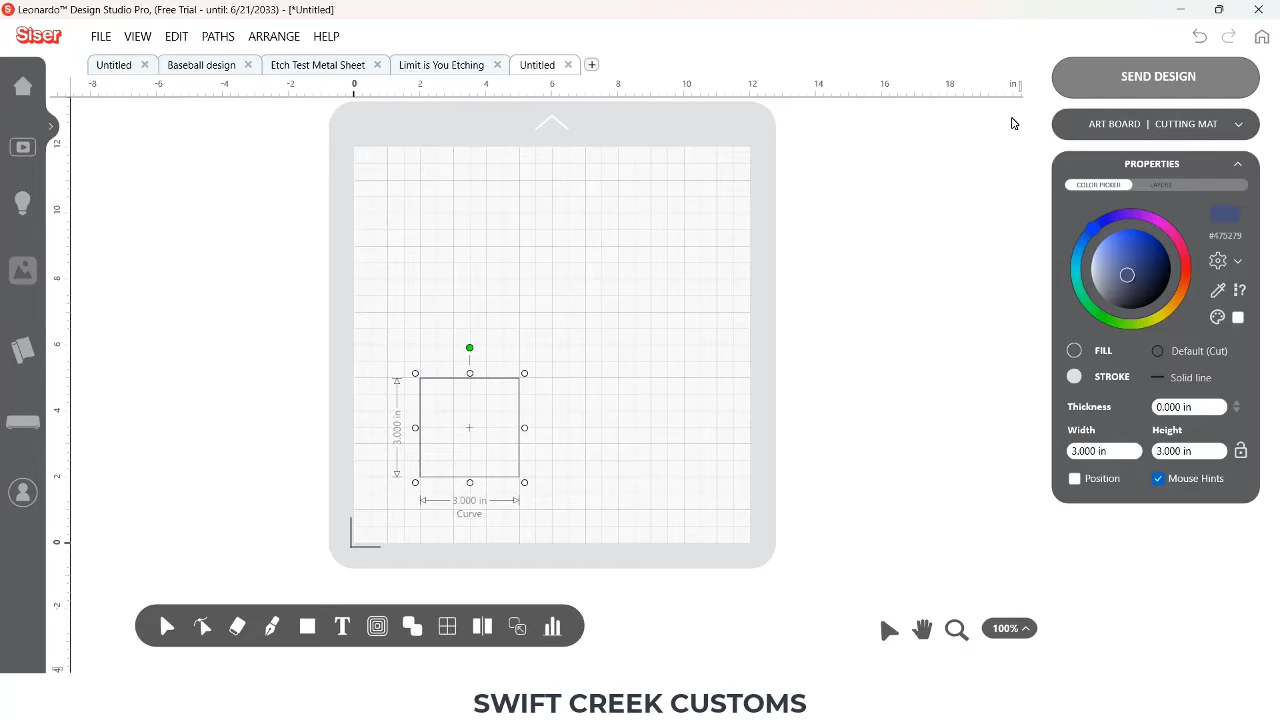 Leonardo™ Design Studio Pro, (Free Trial - until: 6/21/2033) - [*Untitled]
Siser FILE VIEW EDIT PATHS ARRANGE HELP
Untitled Baseball design Etch Test Metal Sheet Limit is You Etching Untitled
-8 -6 -4 -2 0 2 4 6 8 10 12 14 16 18 in
SEND DESIGN
ART BOARD | CUTTING MAT
PROPERTIES
COLOR PICKER LAYERS
#475279
FILL Default (Cut)
STROKE Solid line
Thickness 0.000 in
Width Height
3.000 in 3.000 in
Position Mouse Hints
12
10
8
6
4
2
0
-2
-4
3.000 in
3.000 in
Curve
100%
SWIFT CREEK CUSTOMS